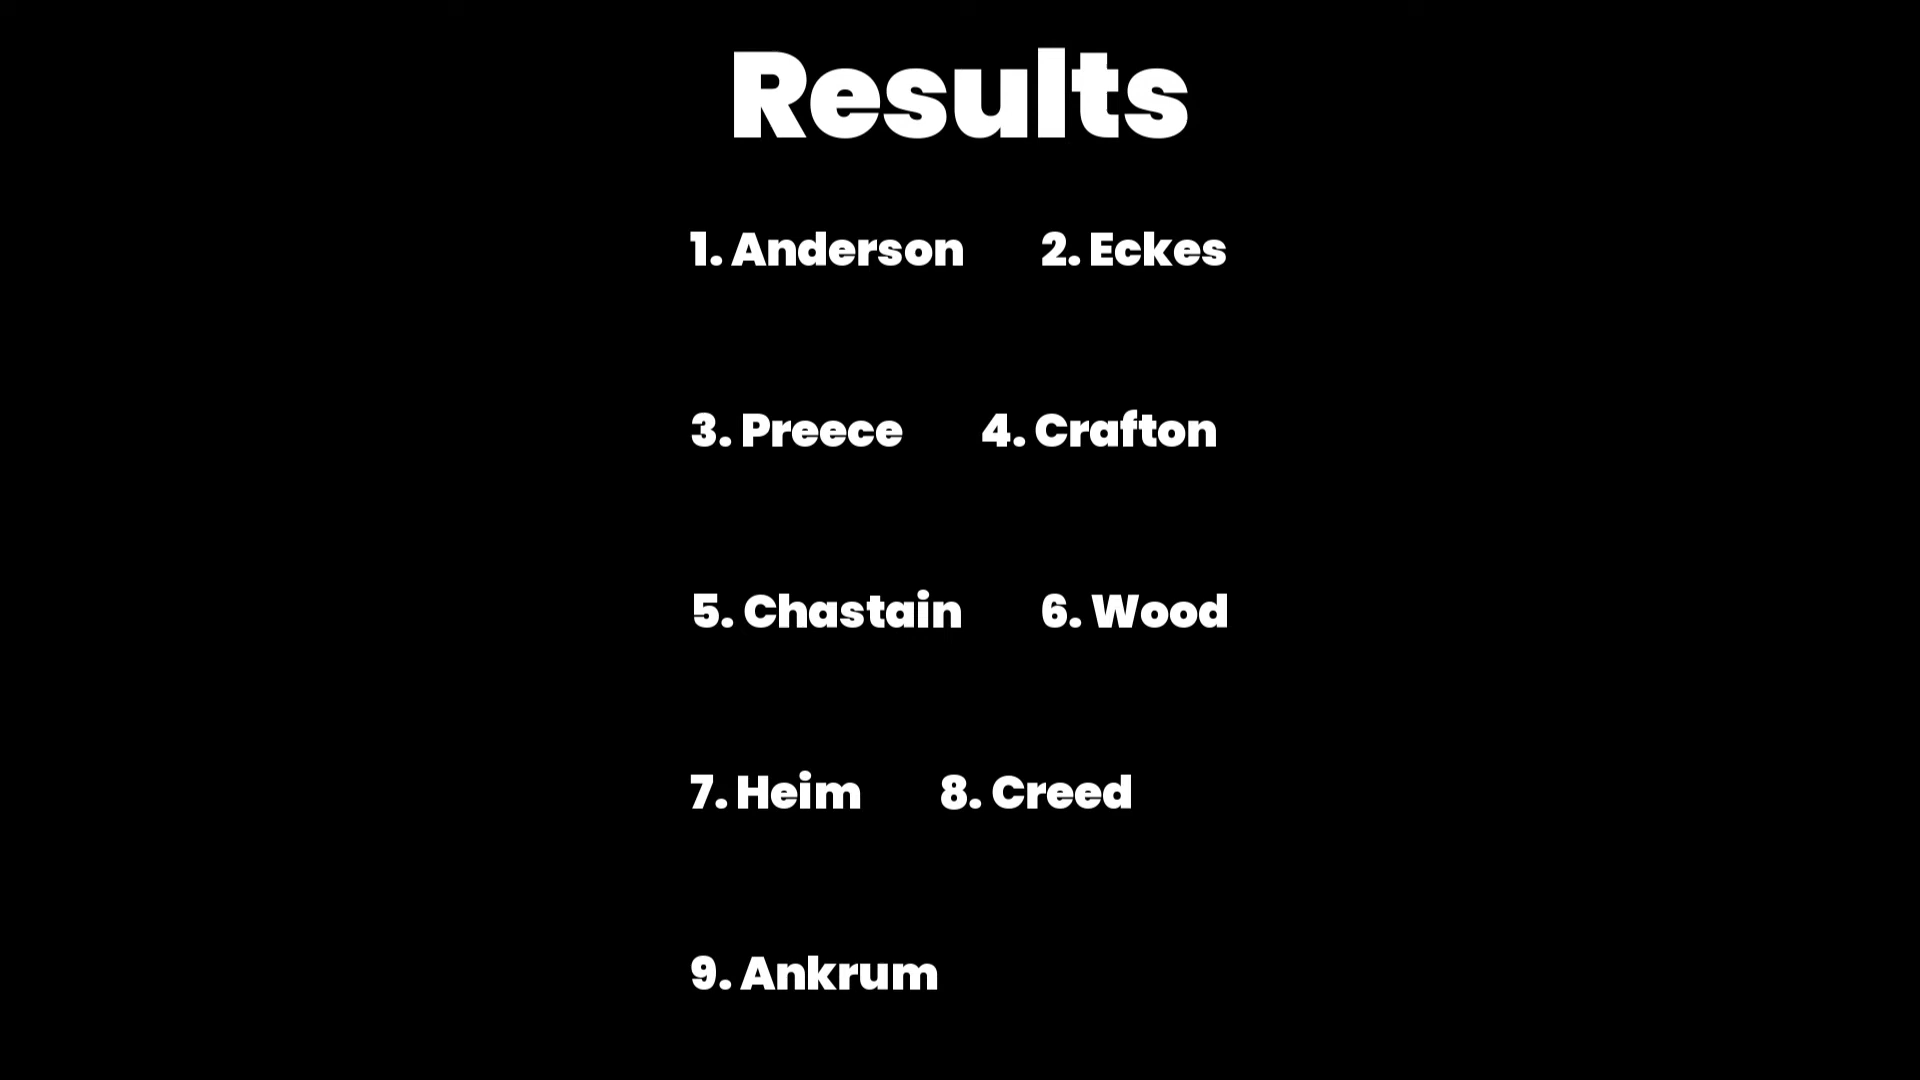 Results
1. Anderson 2. Eckes
3. Preece 4. Crafton
5. Chastain 6. Wood
7. Heim 8. Creed
9. Ankrum